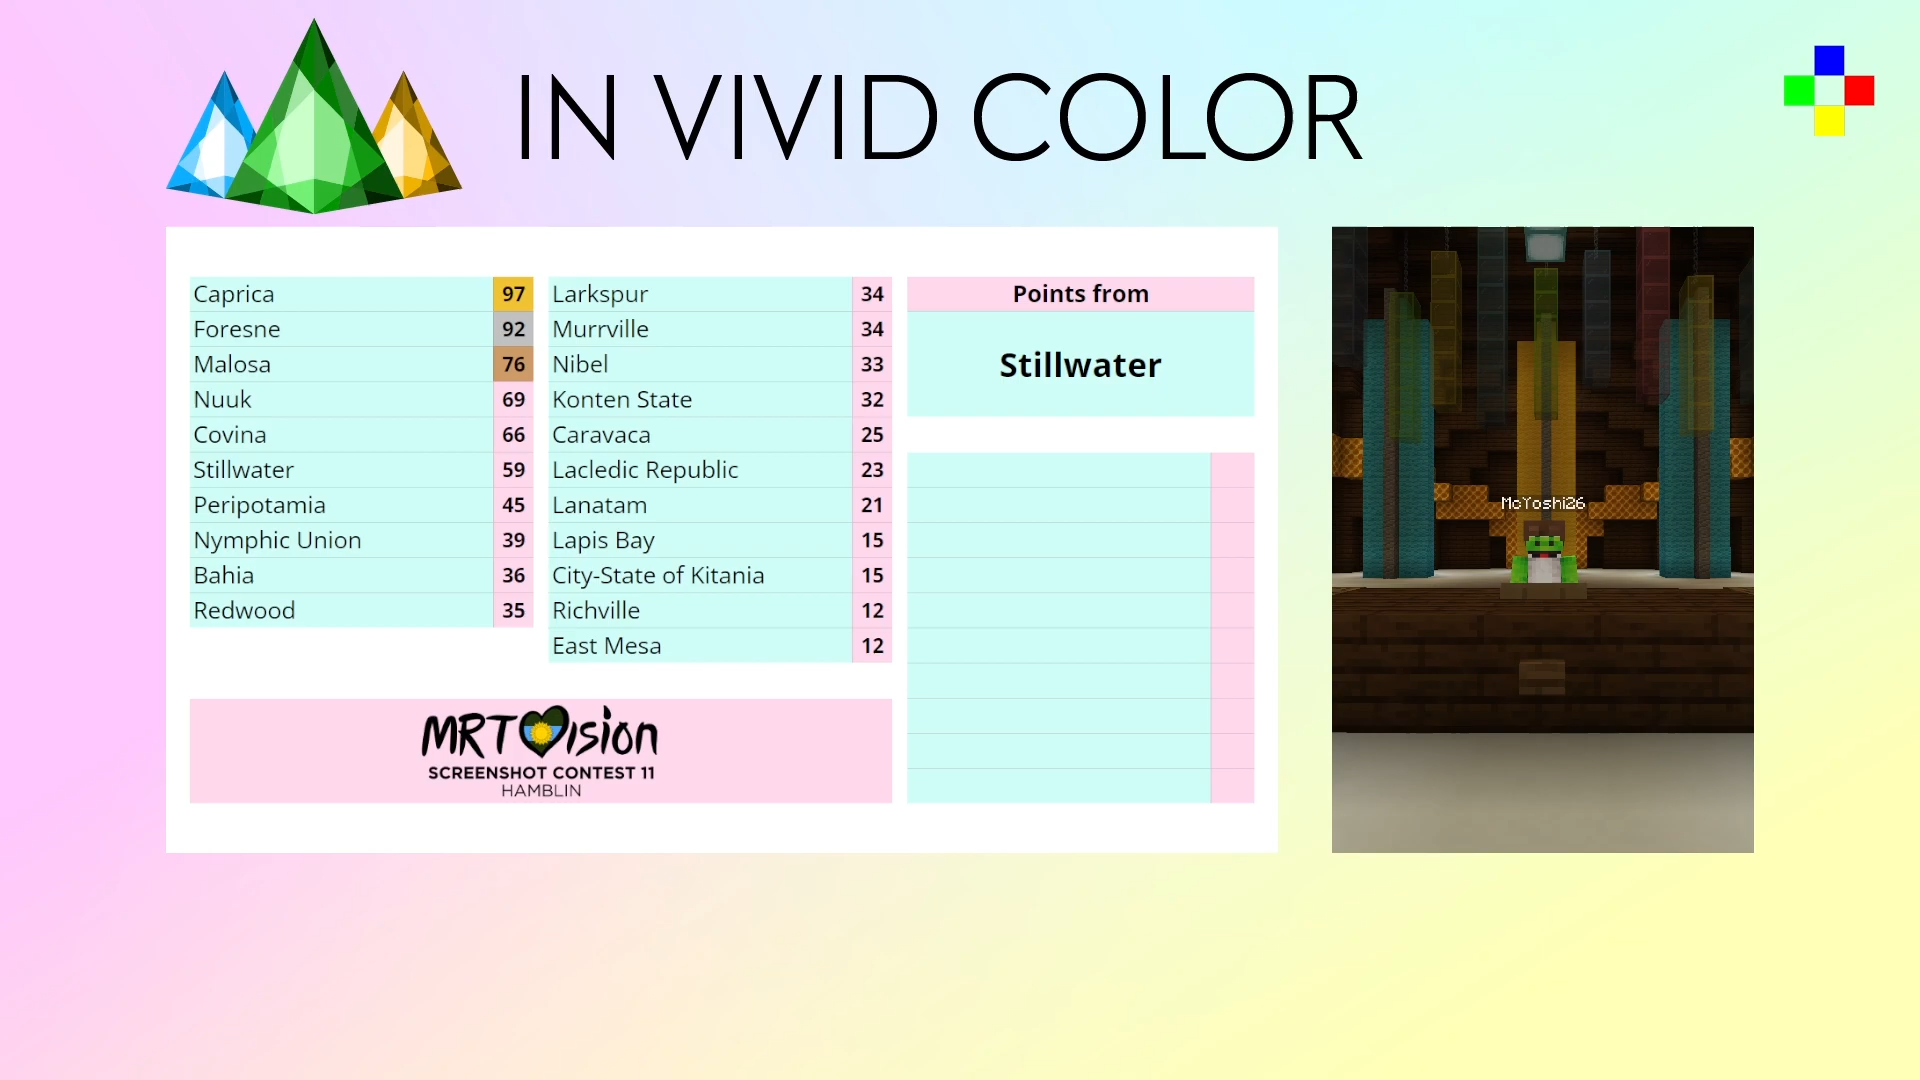 IN VIVID COLOR
Caprica 97
Foresne 92
Malosa 76
Nuuk 69
Covina 66
Stillwater 59
Peripotamia 45
Nymphic Union 39
Bahia 36
Redwood 35
Larkspur 34
Murrville 34
Nibel 33
Konten State 32
Caravaca 25
Lacledic Republic 23
Lanatam 21
Lapis Bay 15
City-State of Kitania 15
Richville 12
East Mesa 12
MRTVision
SCREENSHOT CONTEST 11
HAMBLIN
Points from
Stillwater
McYoshi26